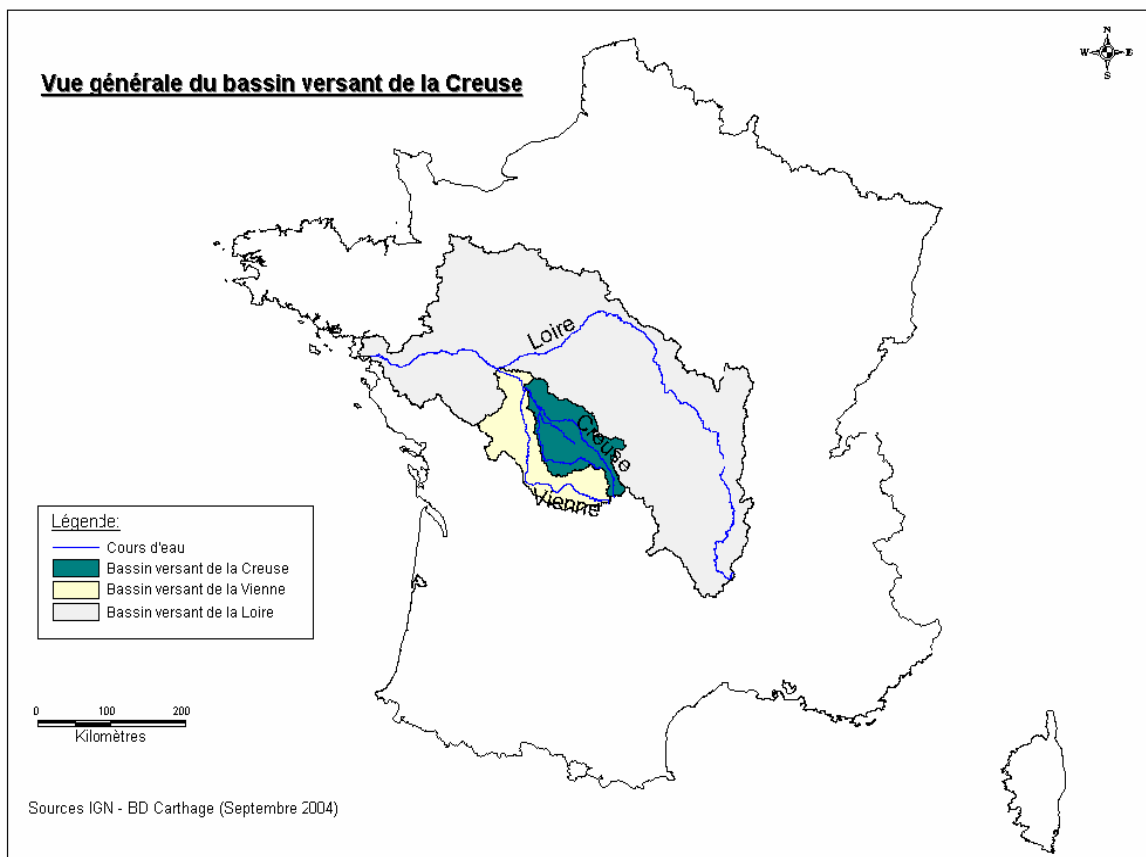 Vue générale du bassin versant de la Creuse
N
W E
S
Loire
Creuse
Vienne
Légende:
Cours d'eau
Bassin versant de la Creuse
Bassin versant de la Vienne
Bassin versant de la Loire
0 100 200
Kilomètres
Sources IGN - BD Carthage (Septembre 2004)